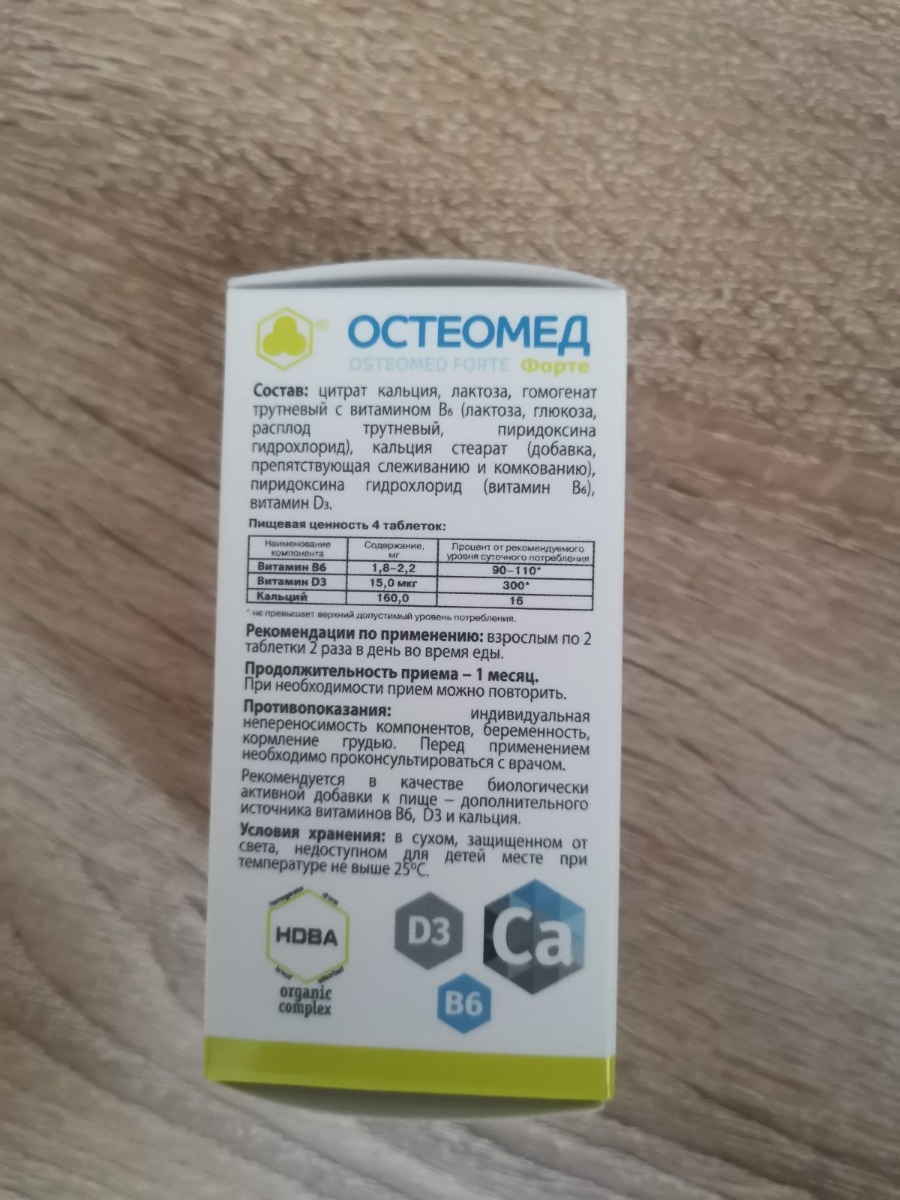 ОСТЕОМЕД
®
OSTEOMED FORTE Форте
Состав: цитрат кальция, лактоза, гомогенат
трутневый с витамином В6 (лактоза, глюкоза,
расплод трутневый, пиридоксина
гидрохлорид), кальция стеарат (добавка,
препятствующая слеживанию и комкованию),
пиридоксина гидрохлорид (витамин В6),
витамин D3.
Пищевая ценность 4 таблеток:
Наименование компонента Содержание, мг Процент от рекомендуемого уровня суточного потребления
Витамин В6 1,8–2,2 90–110*
Витамин D3 15,0 мкг 300*
Кальций 160,0 16
* не превышает верхний допустимый уровень потребления.
Рекомендации по применению: взрослым по 2
таблетки 2 раза в день во время еды.
Продолжительность приема – 1 месяц.
При необходимости прием можно повторить.
Противопоказания: индивидуальная
непереносимость компонентов, беременность,
кормление грудью. Перед применением
необходимо проконсультироваться с врачом.
Рекомендуется в качестве биологически
активной добавки к пище – дополнительного
источника витаминов В6, D3 и кальция.
Условия хранения: в сухом, защищенном от
света, недоступном для детей месте при
температуре не выше 25°С.
HDBA
organic
complex
D3
Ca
B6